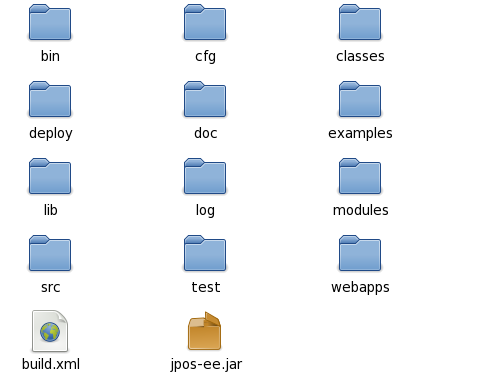 bin
cfg
classes
deploy
doc
examples
lib
log
modules
src
test
webapps
build.xml
jpos-ee.jar